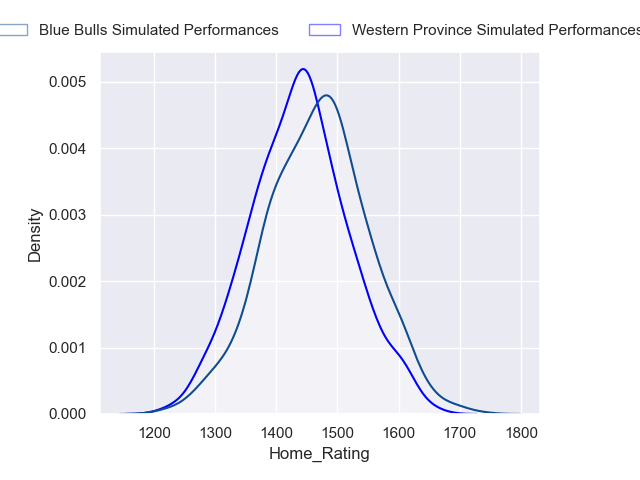 Blue Bulls Simulated Performances Western Province Simulated Performances
0.005
0.004
0.003
0.002
0.001
0.000
Density
1200 1300 1400 1500 1600 1700 1800
Home_Rating